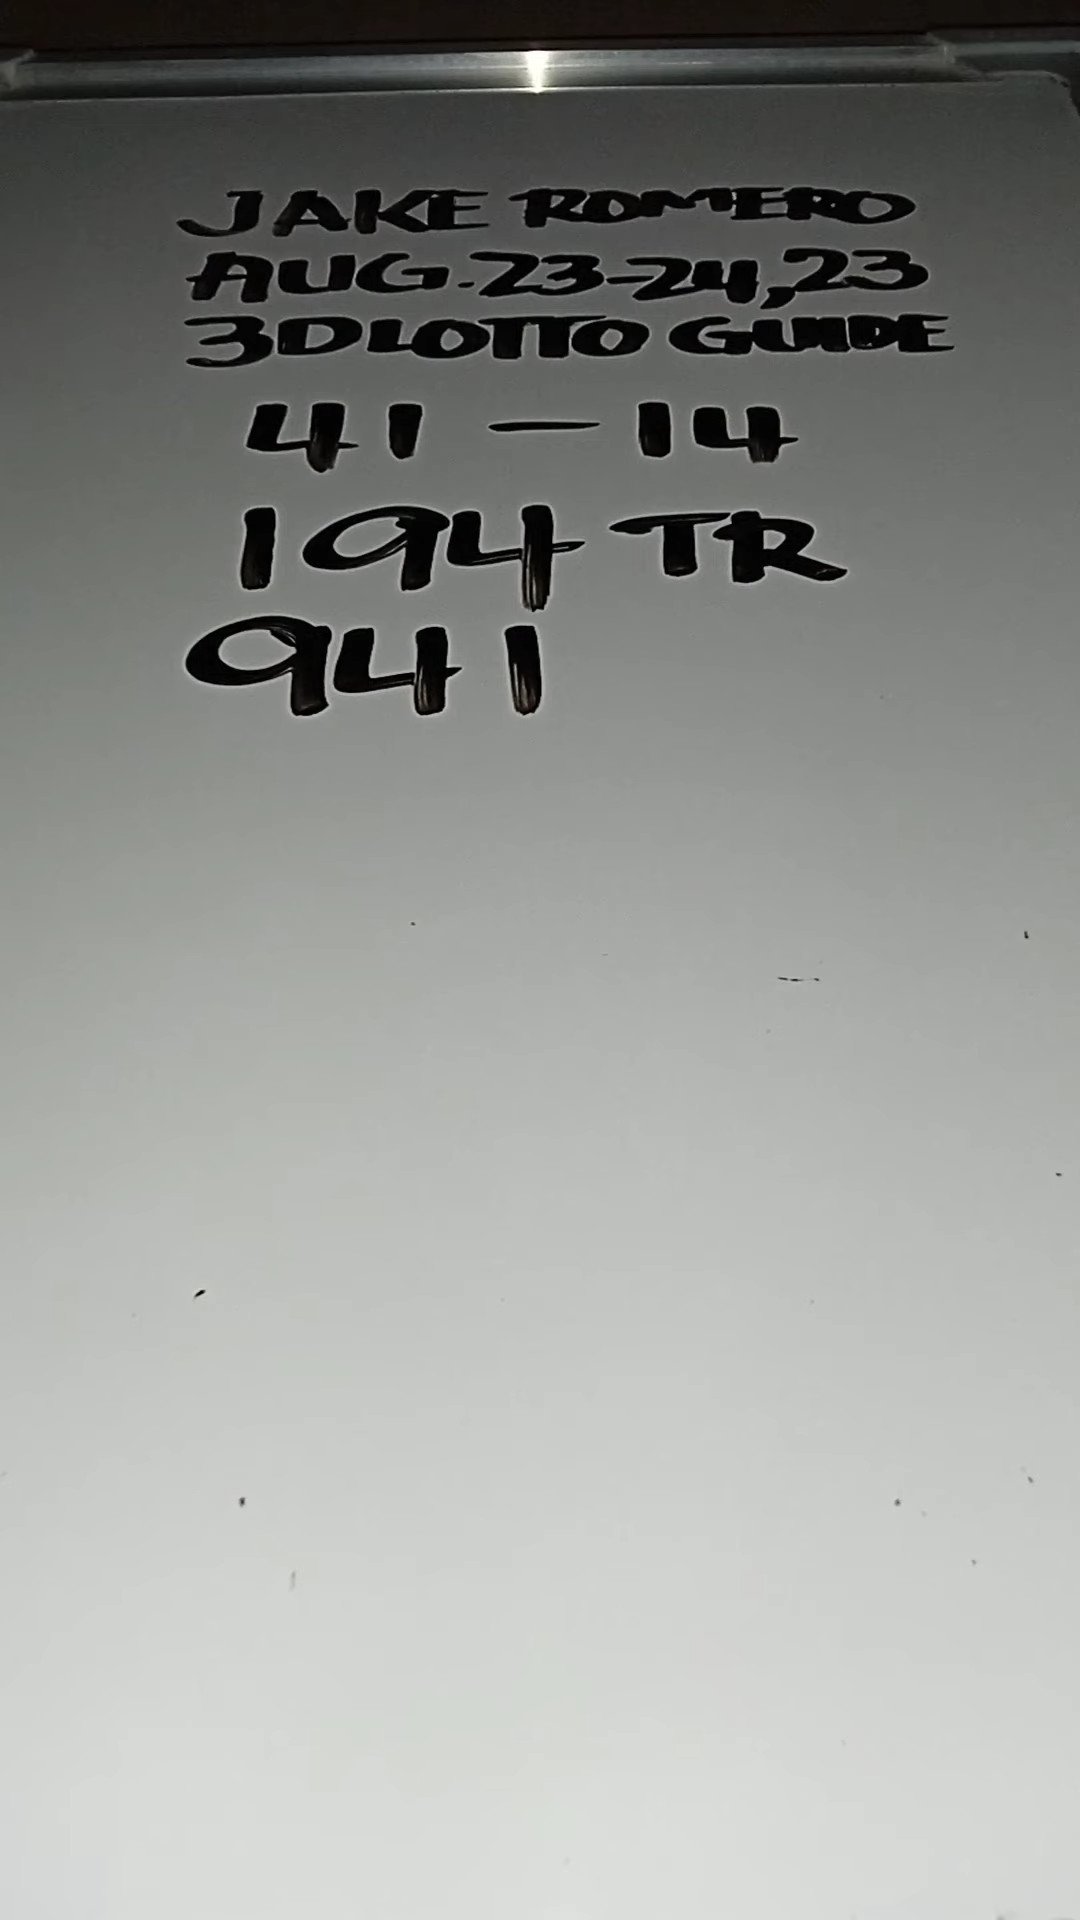 JAKE ROMERO
AUG. 23-24, 23
3D LOTTO GUIDE
41 - 14
194 TR
941